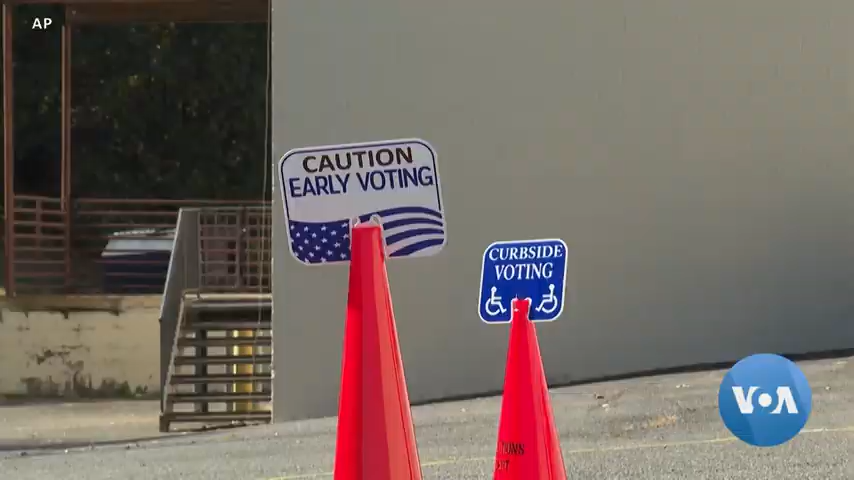 AP
CAUTION
EARLY VOTING
CURBSIDE
VOTING
VOA